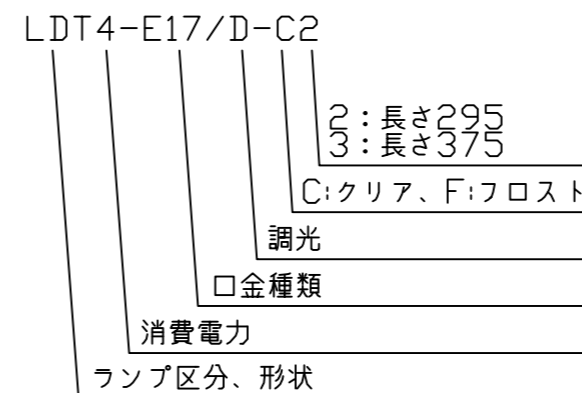 LDT4-E17/D-C2
2:長さ295
3:長さ375
C:クリア、F:フロスト
調光
口金種類
消費電力
ランプ区分、形状